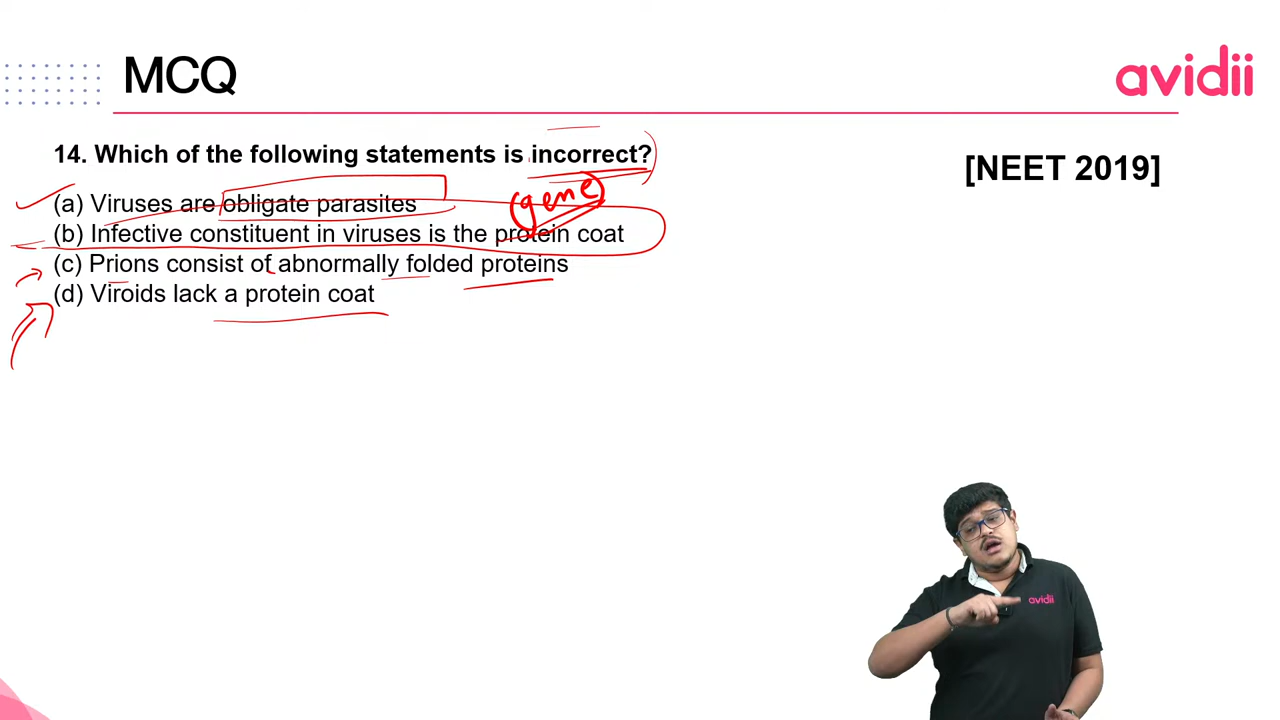 MCQ
avidii
14. Which of the following statements is incorrect?
[NEET 2019]
(a) Viruses are obligate parasites
(gene)
(b) Infective constituent in viruses is the protein coat
(c) Prions consist of abnormally folded proteins
(d) Viroids lack a protein coat
avidii